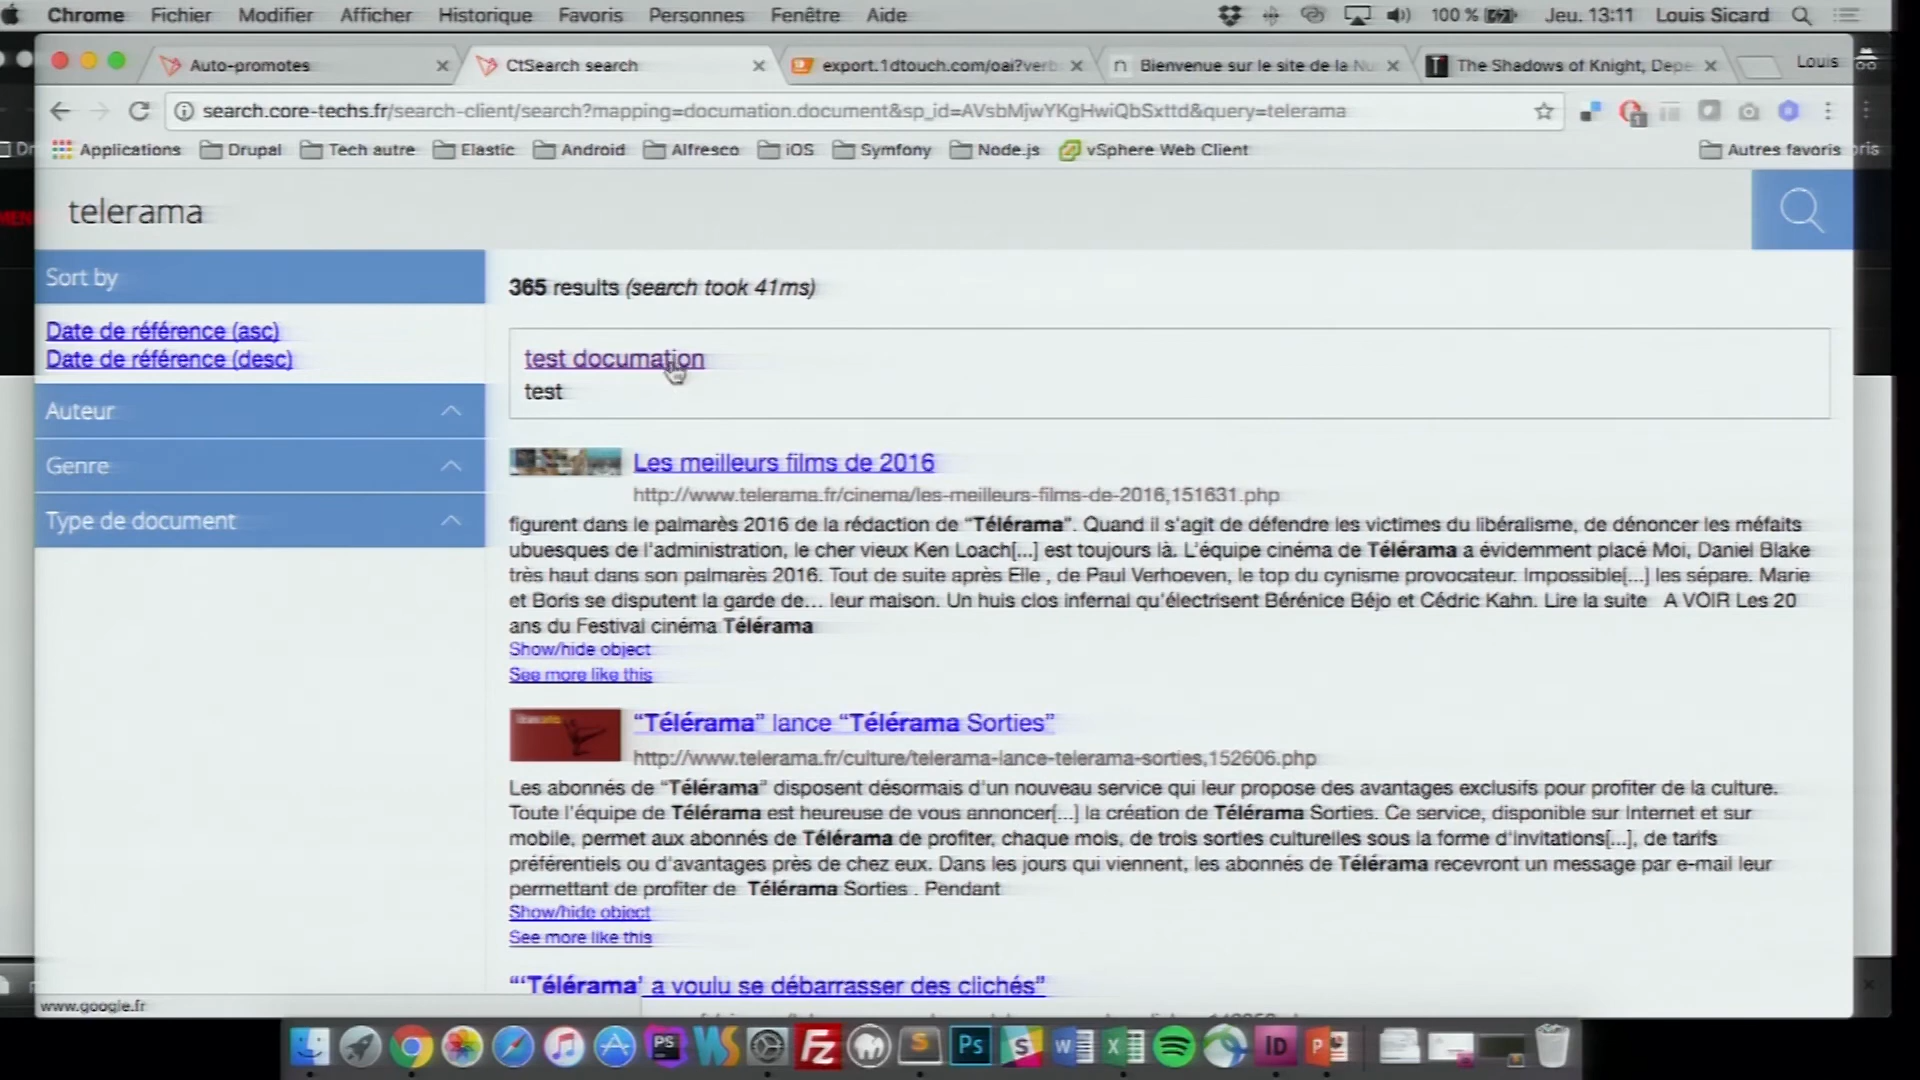 Chrome Fichier Modifier Afficher Historique Favoris Personnes Fenêtre Aide 100 % Jeu. 13:11 Louis Sicard
Auto-promotes CtSearch search export.1dtouch.com/oai?verb Bienvenue sur le site de la Nu The Shadows of Knight, Depe Louis
search.core-techs.fr/search-client/search?mapping=documation.document&sp_id=AVsbMjwYKgHwiQbSxttd&query=telerama
Applications Drupal Tech autre Elastic Android Alfresco iOS Symfony Node.js vSphere Web Client Autres favoris
telerama
Sort by
Date de référence (asc)
Date de référence (desc)
Auteur
Genre
Type de document
365 results (search took 41ms)
test documation
test
Les meilleurs films de 2016
http://www.telerama.fr/cinema/les-meilleurs-films-de-2016,151631.php
figurent dans le palmarès 2016 de la rédaction de “Télérama”. Quand il s’agit de défendre les victimes du libéralisme, de dénoncer les méfaits
ubuesques de l’administration, le cher vieux Ken Loach[...] est toujours là. L’équipe cinéma de Télérama a évidemment placé Moi, Daniel Blake
très haut dans son palmarès 2016. Tout de suite après Elle , de Paul Verhoeven, le top du cynisme provocateur. Impossible[...] les sépare. Marie
et Boris se disputent la garde de… leur maison. Un huis clos infernal qu’électrisent Bérénice Béjo et Cédric Kahn. Lire la suite A VOIR Les 20
ans du Festival cinéma Télérama
Show/hide object
See more like this
“Télérama” lance “Télérama Sorties”
http://www.telerama.fr/culture/telerama-lance-telerama-sorties,152606.php
Les abonnés de “Télérama” disposent désormais d’un nouveau service qui leur propose des avantages exclusifs pour profiter de la culture.
Toute l’équipe de Télérama est heureuse de vous annoncer[...] la création de Télérama Sorties. Ce service, disponible sur Internet et sur
mobile, permet aux abonnés de Télérama de profiter, chaque mois, de trois sorties culturelles sous la forme d’invitations[...], de tarifs
préférentiels ou d’avantages près de chez eux. Dans les jours qui viennent, les abonnés de Télérama recevront un message par e-mail leur
permettant de profiter de Télérama Sorties . Pendant
Show/hide object
See more like this
“‘Télérama’ a voulu se débarrasser des clichés”
www.google.fr
PS Fz S Ps S W X ID P